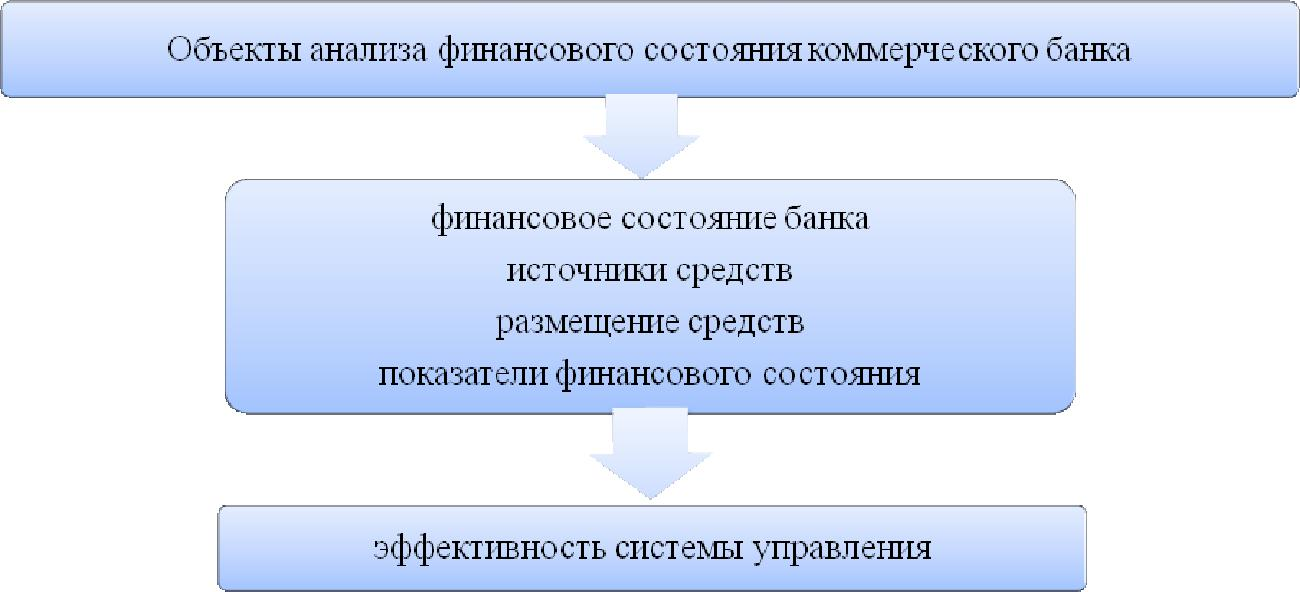 Объекты анализа финансового состояния коммерческого банка
финансовое состояние банка
источники средств
размещение средств
показатели финансового состояния
эффективность системы управления